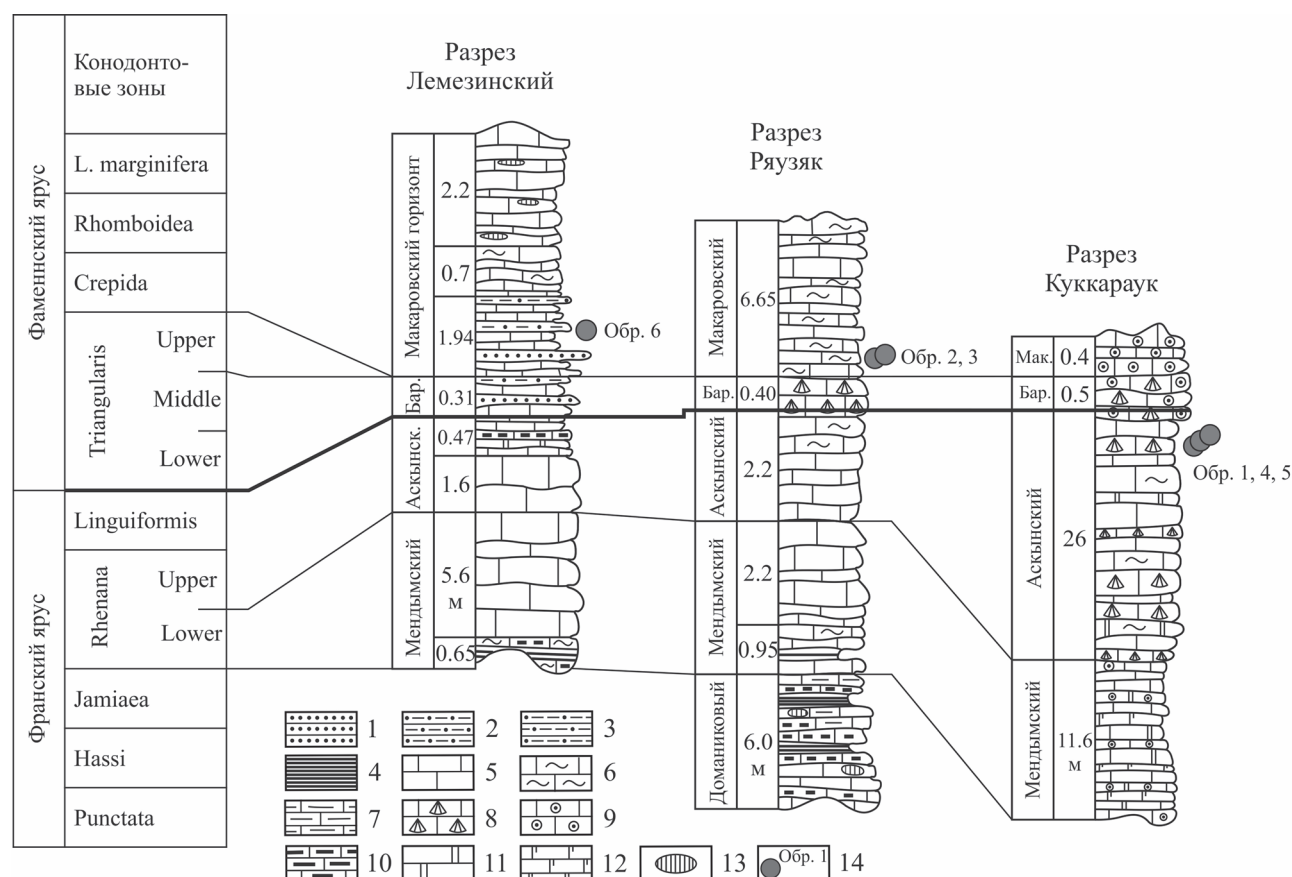 Фаменнский ярус
Франский ярус
Конодонто-
вые зоны
L. marginifera
Rhomboidea
Crepida
Triangularis
Upper
Middle
Lower
Linguiformis
Rhenana
Upper
Lower
Jamiaea
Hassi
Punctata
Разрез
Лемезинский
Макаровский горизонт
2.2
0.7
1.94
Бар.
0.31
Аскынск.
0.47
1.6
Мендымский
5.6
м
0.65
Обр. 6
Разрез
Ряузяк
Макаровский
6.65
Бар.
0.40
Аскынский
2.2
Мендымский
2.2
0.95
Доманиковый
6.0
м
Обр. 2, 3
Разрез
Куккараук
Мак.
0.4
Бар.
0.5
Аскынский
26
Мендымский
11.6
м
Обр. 1, 4, 5
1
2
3
4
5
6
7
8
9
10
11
12
13
Обр. 1
14